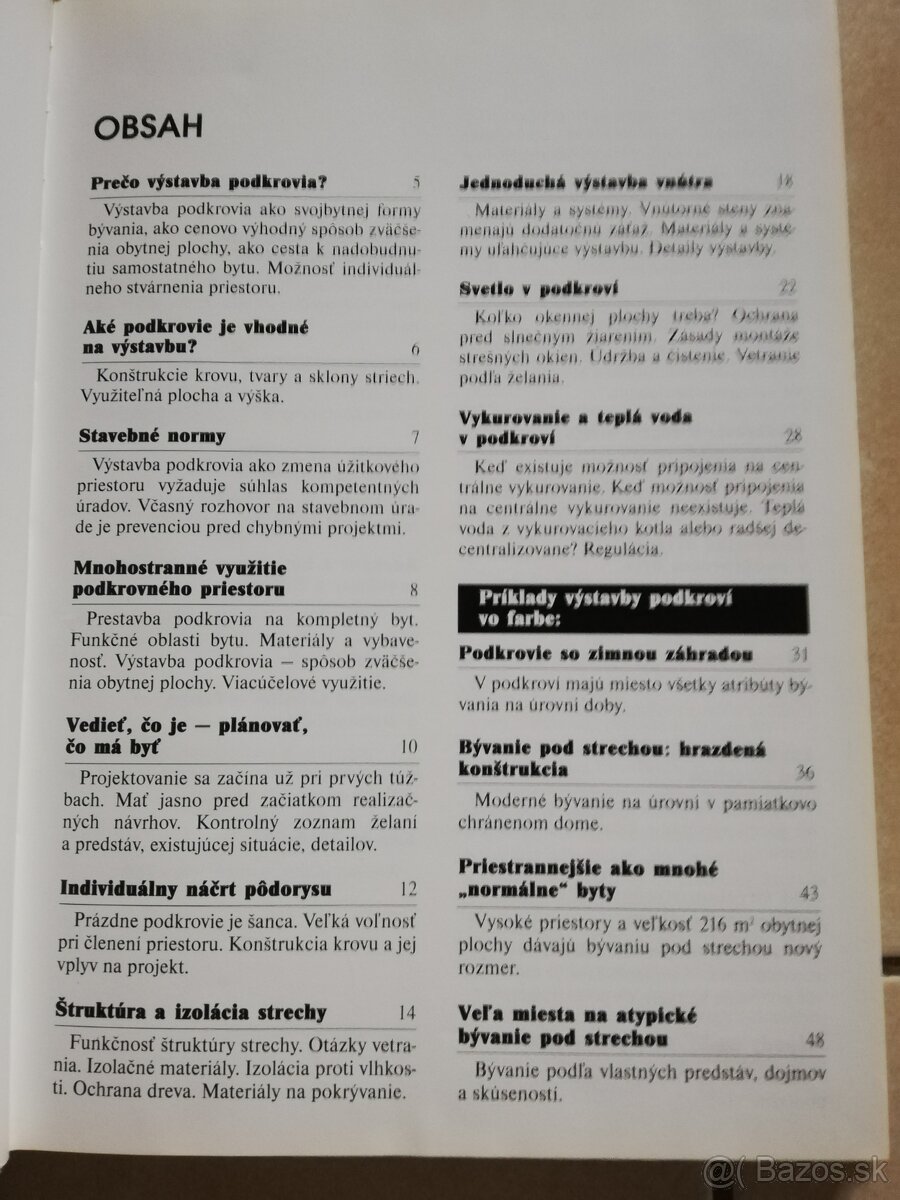 OBSAH
Prečo výstavba podkrovia? 5
Výstavba podkrovia ako svojbytnej formy
bývania, ako cenovo výhodný spôsob zväčše-
nia obytnej plochy, ako cesta k nadobudnu-
tiu samostatného bytu. Možnosť individuál-
neho stvárnenia priestoru.
Aké podkrovie je vhodné
na výstavbu? 6
Konštrukcie krovu, tvary a sklony striech.
Využiteľná plocha a výška.
Stavebné normy 7
Výstavba podkrovia ako zmena úžitkového
priestoru vyžaduje súhlas kompetentných
úradov. Včasný rozhovor na stavebnom úra-
de je prevenciou pred chybnými projektmi.
Mnohostranné využitie
podkrovného priestoru 8
Prestavba podkrovia na kompletný byt.
Funkčné oblasti bytu. Materiály a vybave-
nosť. Výstavba podkrovia — spôsob zväčše-
nia obytnej plochy. Viacúčelové využitie.
Vedieť, čo je — plánovať,
čo má byť 10
Projektovanie sa začína už pri prvých túž-
bach. Mať jasno pred začiatkom realizač-
ných návrhov. Kontrolný zoznam želaní
a predstáv, existujúcej situácie, detailov.
Individuálny náčrt pôdorysu 12
Prázdne podkrovie je šanca. Veľká voľnosť
pri členení priestoru. Konštrukcia krovu a jej
vplyv na projekt.
Štruktúra a izolácia strechy 14
Funkčnosť štruktúry strechy. Otázky vetra-
nia. Izolačné materiály. Izolácia proti vlhkos-
ti. Ochrana dreva. Materiály na pokrývanie.
Jednoduchá výstavba vnútra 18
Materiály a systémy. Vnútorné steny zna-
menajú dodatočnú záťaž. Materiály a systé-
my uľahčujúce výstavbu. Detaily výstavby.
Svetlo v podkroví 22
Koľko okennej plochy treba? Ochrana
pred slnečným žiarením. Zásady montáže
strešných okien. Údržba a čistenie. Vetranie
podľa želania.
Vykurovanie a teplá voda
v podkroví 28
Keď existuje možnosť pripojenia na cen-
trálne vykurovanie. Keď možnosť pripojenia
na centrálne vykurovanie neexistuje. Teplá
voda z vykurovacieho kotla alebo radšej de-
centralizovane? Regulácia.
Príklady výstavby podkroví
vo farbe:
Podkrovie so zimnou záhradou 31
V podkroví majú miesto všetky atribúty bý-
vania na úrovni doby.
Bývanie pod strechou: hrazdená
konštrukcia 36
Moderné bývanie na úrovni v pamiatkovo
chránenom dome.
Priestrannejšie ako mnohé
„normálne“ byty 43
Vysoké priestory a veľkosť 216 m² obytnej
plochy dávajú bývaniu pod strechou nový
rozmer.
Veľa miesta na atypické
bývanie pod strechou 48
Bývanie podľa vlastných predstáv, dojmov
a skúseností.
@( Bazos.sk